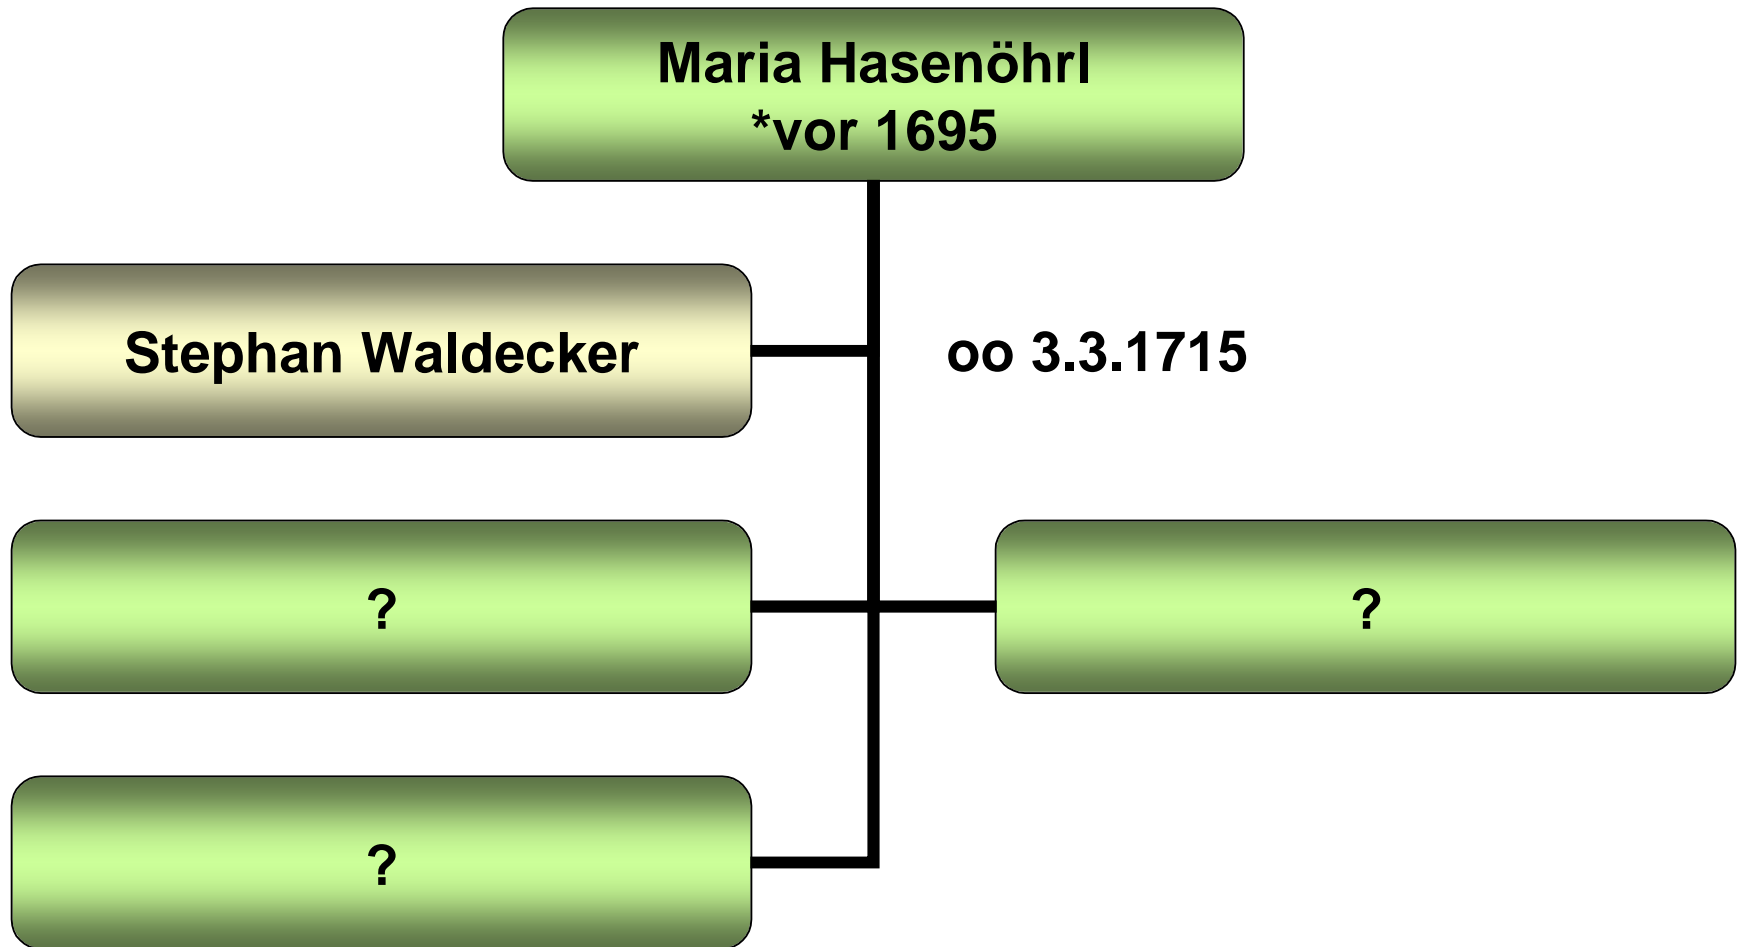 Maria Hasenöhrl
*vor 1695
Stephan Waldecker
oo 3.3.1715
?
?
?